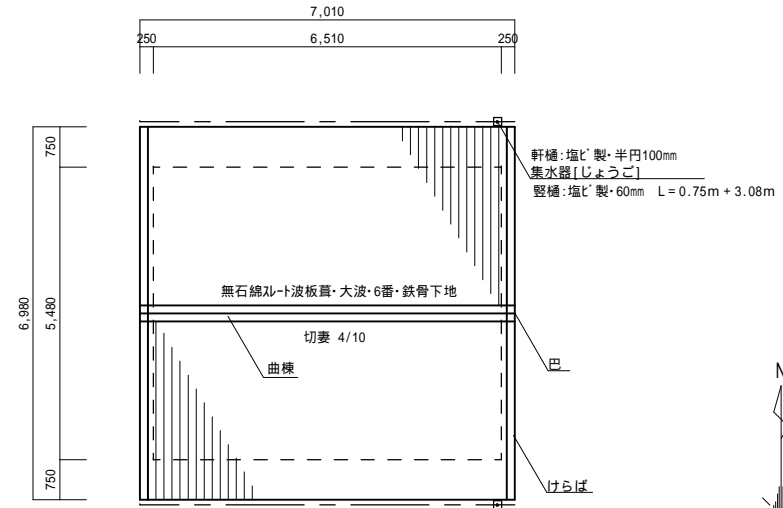 7,010
250 6,510 250
750
軒樋:塩ビ製・半円100mm
集水器[じょうご]
竪樋:塩ビ製・60mm L=0.75m+3.08m
6,980
5,480
無石綿スレート波板葺・大波・6番・鉄骨下地
切妻 4/10
曲棟
巴
N
750
けらば